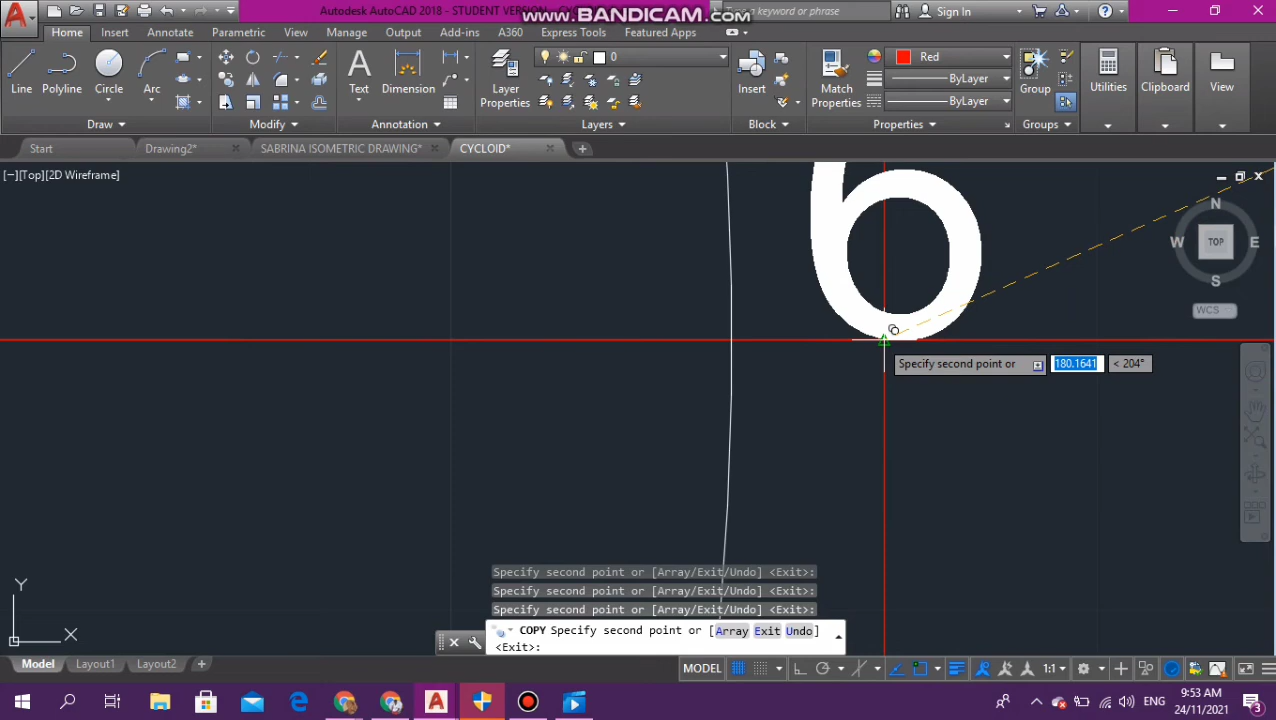 Autodesk AutoCAD 2018 - STUDENT VERSION
www.BANDICAM.com
Type a keyword or phrase
Sign In
Home Insert Annotate Parametric View Manage Output Add-ins A360 Express Tools Featured Apps
Line Polyline Circle Arc
Text Dimension
Layer Properties
0
Insert
Match Properties
Red
ByLayer
ByLayer
Group
Utilities
Clipboard
View
Draw Modify Annotation Layers Block Properties Groups
Start Drawing2* SABRINA ISOMETRIC DRAWING* CYCLOID*
[−][Top][2D Wireframe]
6
N
W TOP E
S
WCS
Specify second point or 180.1641 < 204°
Y
X
Specify second point or [Array/Exit/Undo] <Exit>:
Specify second point or [Array/Exit/Undo] <Exit>:
Specify second point or [Array/Exit/Undo] <Exit>:
COPY Specify second point or [Array Exit Undo]
<Exit>:
Model Layout1 Layout2
MODEL 1:1
ENG
9:53 AM
24/11/2021
3